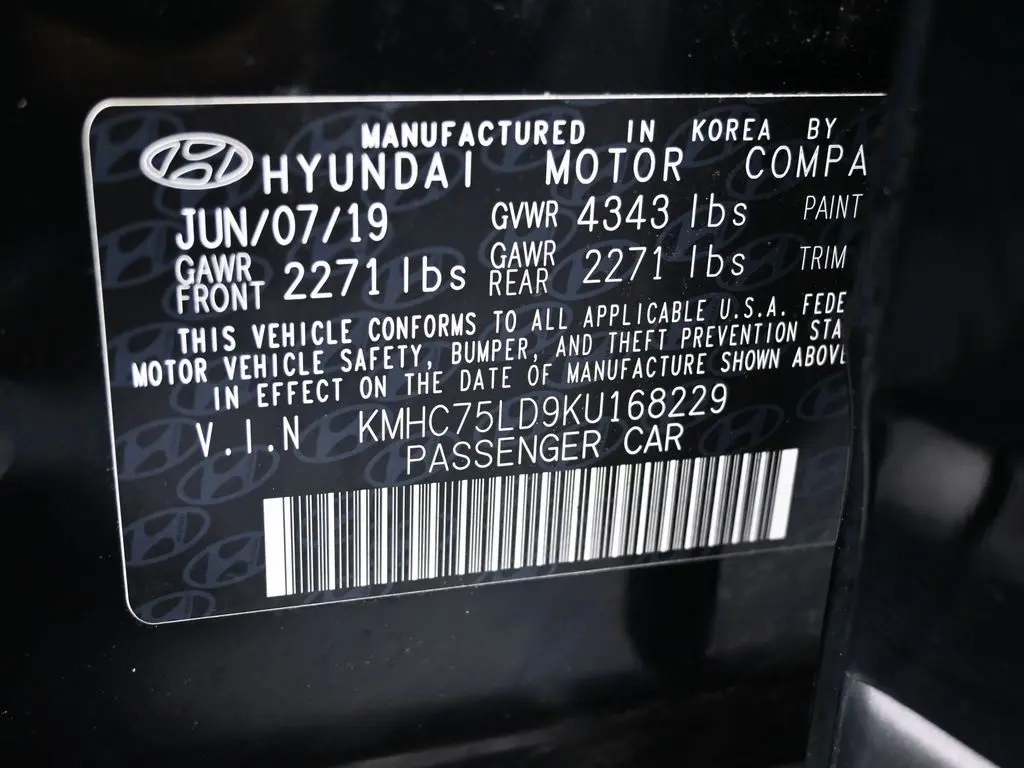 MANUFACTURED IN KOREA BY
HYUNDAI MOTOR COMPA
JUN/07/19 GVWR 4343 lbs PAINT
GAWR FRONT 2271 lbs GAWR REAR 2271 lbs TRIM
THIS VEHICLE CONFORMS TO ALL APPLICABLE U.S.A. FEDE
MOTOR VEHICLE SAFETY, BUMPER, AND THEFT PREVENTION STA
IN EFFECT ON THE DATE OF MANUFACTURE SHOWN ABOVE
V.I.N KMHC75LD9KU168229
PASSENGER CAR